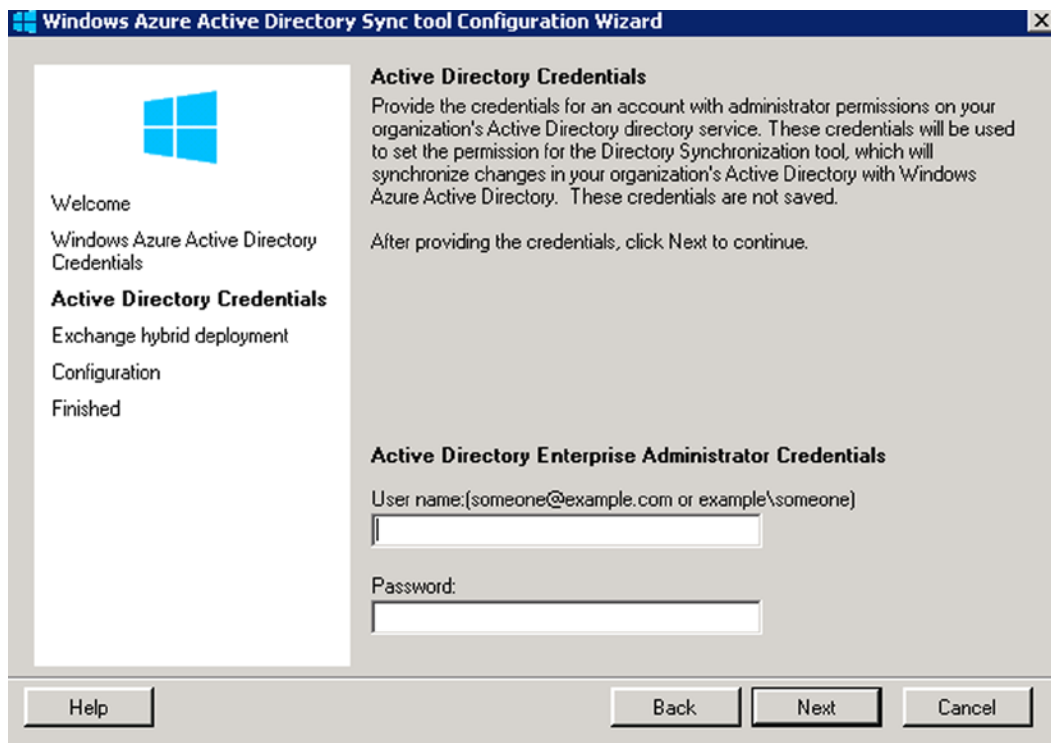 Windows Azure Active Directory Sync tool Configuration Wizard
Welcome
Windows Azure Active Directory
Credentials
Active Directory Credentials
Exchange hybrid deployment
Configuration
Finished
Active Directory Credentials
Provide the credentials for an account with administrator permissions on your
organization's Active Directory directory service. These credentials will be used
to set the permission for the Directory Synchronization tool, which will
synchronize changes in your organization's Active Directory with Windows
Azure Active Directory.  These credentials are not saved.
After providing the credentials, click Next to continue.
Active Directory Enterprise Administrator Credentials
User name:(someone@example.com or example\someone)
Password:
Help
Back
Next
Cancel